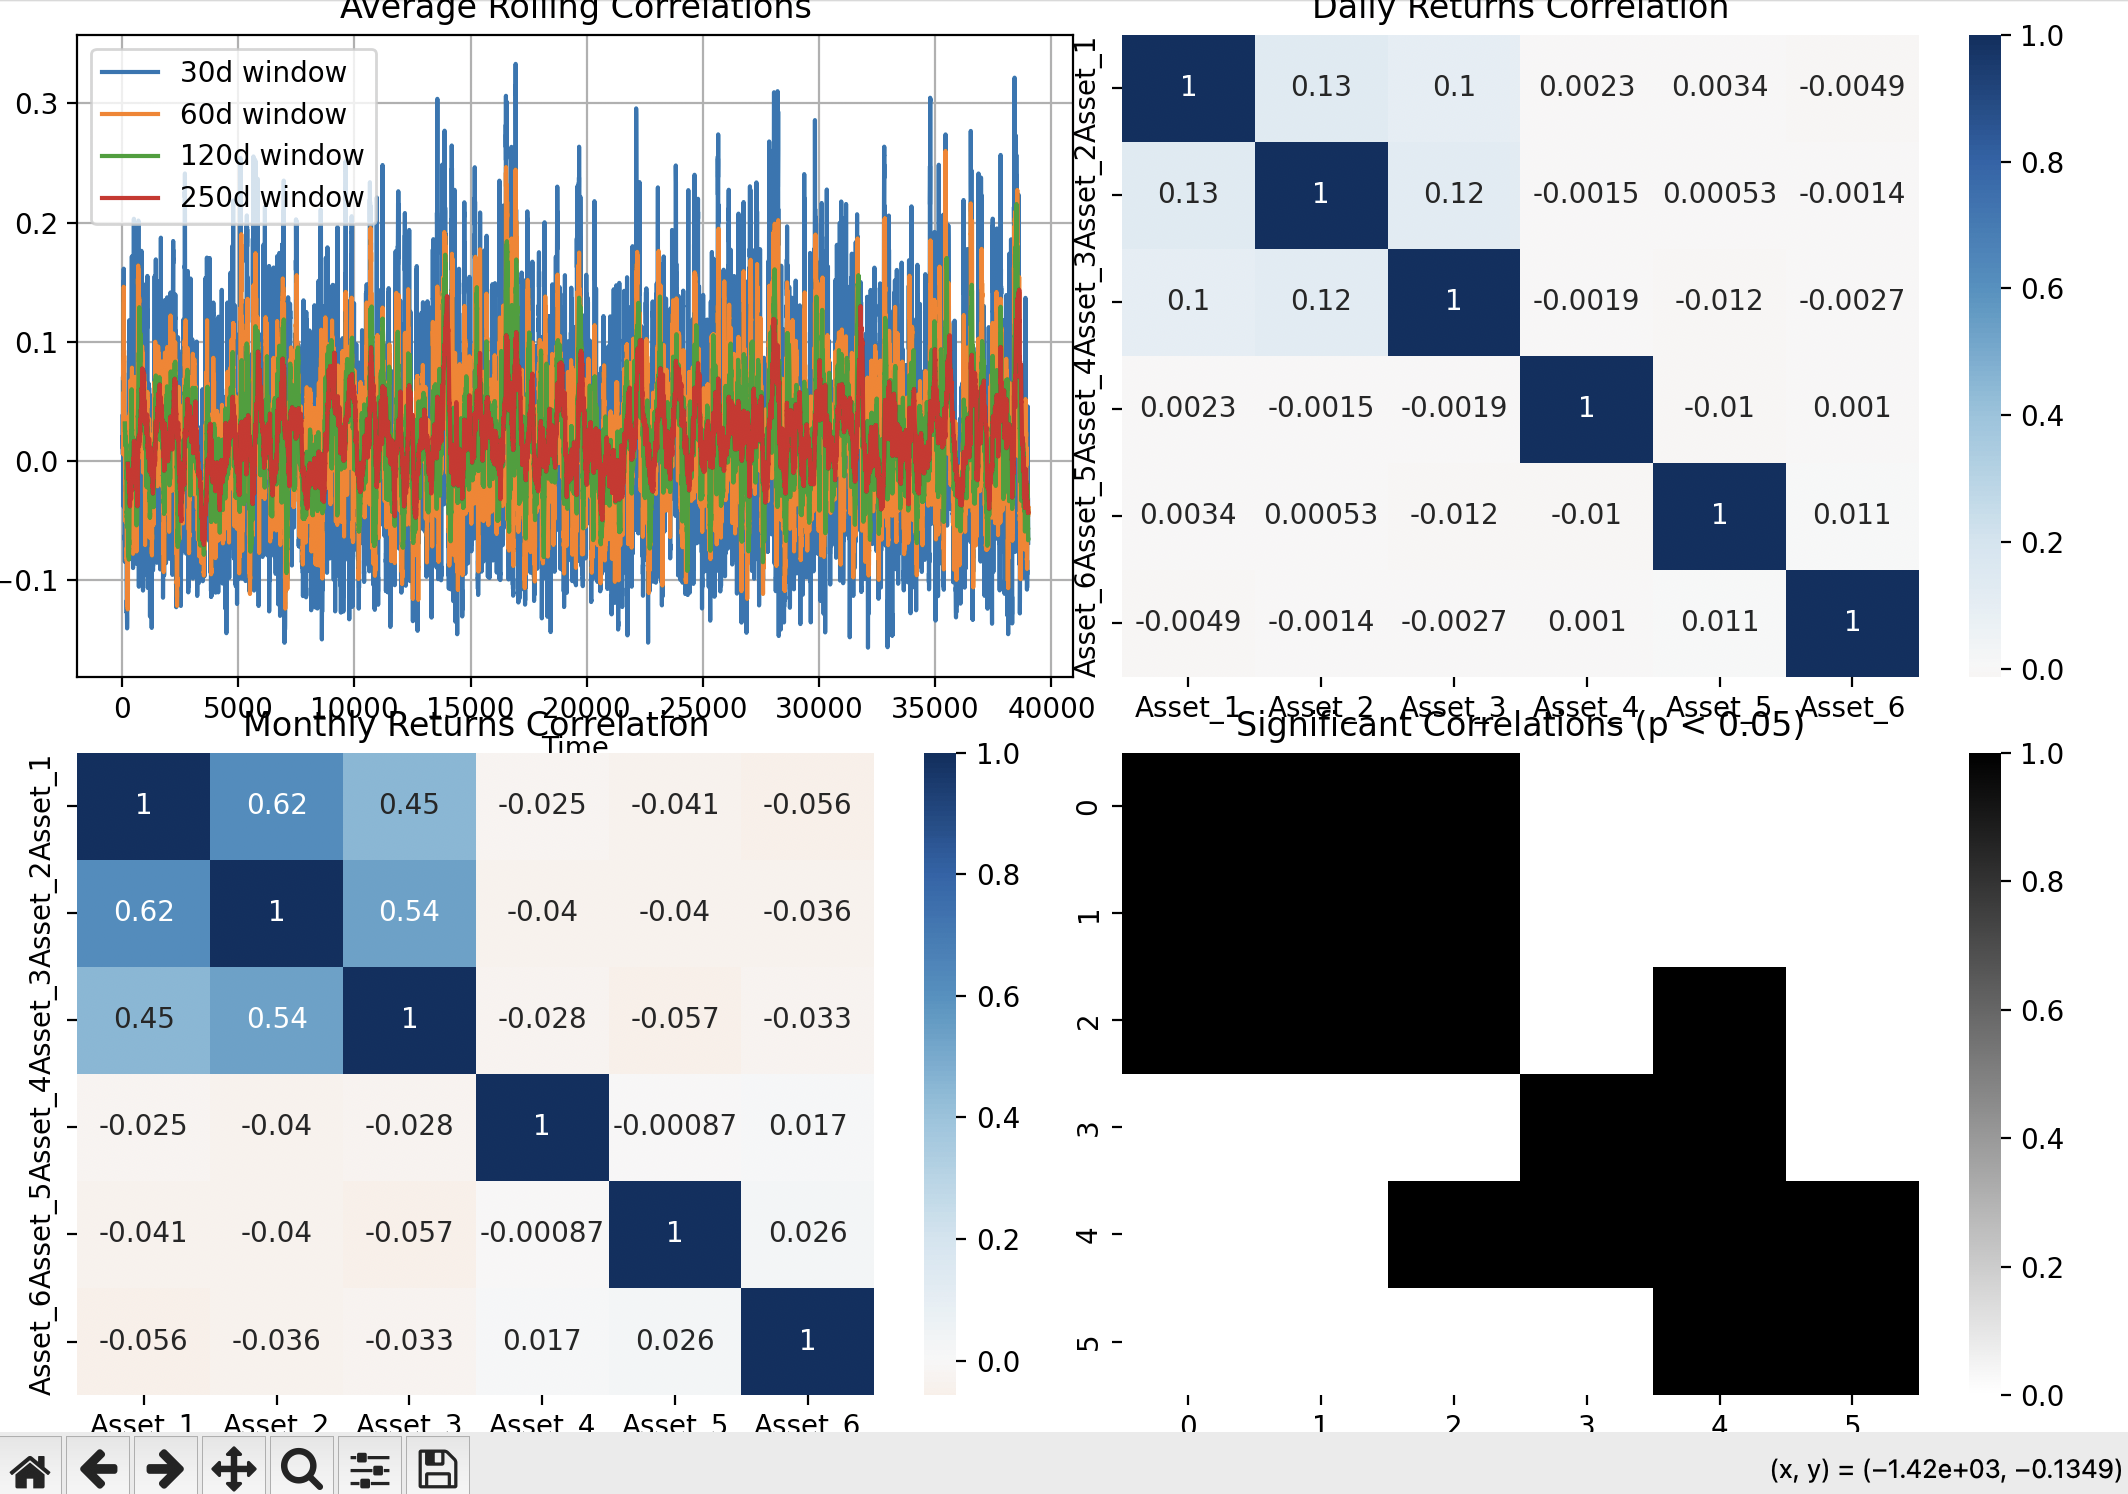 Average Rolling Correlations
30d window
60d window
120d window
250d window
0.3
0.2
0.1
0.0
−0.1
0 5000 10000 15000 20000 25000 30000 35000 40000
Time
Daily Returns Correlation
Asset_1 Asset_2 Asset_3 Asset_4 Asset_5 Asset_6
1 0.13 0.1 0.0023 0.0034 -0.0049
0.13 1 0.12 -0.0015 0.00053 -0.0014
0.1 0.12 1 -0.0019 -0.012 -0.0027
0.0023 -0.0015 -0.0019 1 -0.01 0.001
0.0034 0.00053 -0.012 -0.01 1 0.011
-0.0049 -0.0014 -0.0027 0.001 0.011 1
Asset_1 Asset_2 Asset_3 Asset_4 Asset_5 Asset_6
1.0
0.8
0.6
0.4
0.2
0.0
Monthly Returns Correlation
Asset_1 Asset_2 Asset_3 Asset_4 Asset_5 Asset_6
1 0.62 0.45 -0.025 -0.041 -0.056
0.62 1 0.54 -0.04 -0.04 -0.036
0.45 0.54 1 -0.028 -0.057 -0.033
-0.025 -0.04 -0.028 1 -0.00087 0.017
-0.041 -0.04 -0.057 -0.00087 1 0.026
-0.056 -0.036 -0.033 0.017 0.026 1
Asset_1 Asset_2 Asset_3 Asset_4 Asset_5 Asset_6
1.0
0.8
0.6
0.4
0.2
0.0
Significant Correlations (p < 0.05)
0
1
2
3
4
5
0 1 2 3 4 5
1.0
0.8
0.6
0.4
0.2
0.0
(x, y) = (−1.42e+03, −0.1349)